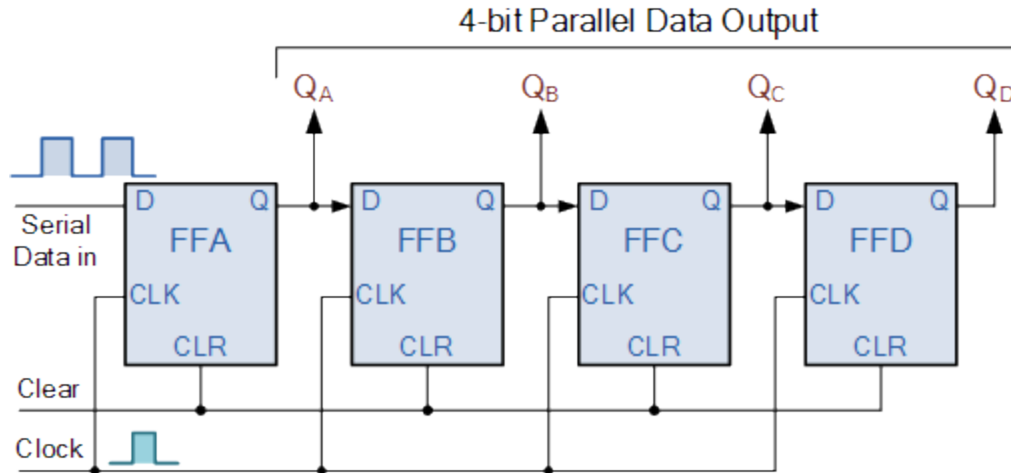 4-bit Parallel Data Output
QA QB QC QD
D Q D Q D Q D Q
Serial
Data in
FFA FFB FFC FFD
CLK CLK CLK CLK
CLR CLR CLR CLR
Clear
Clock